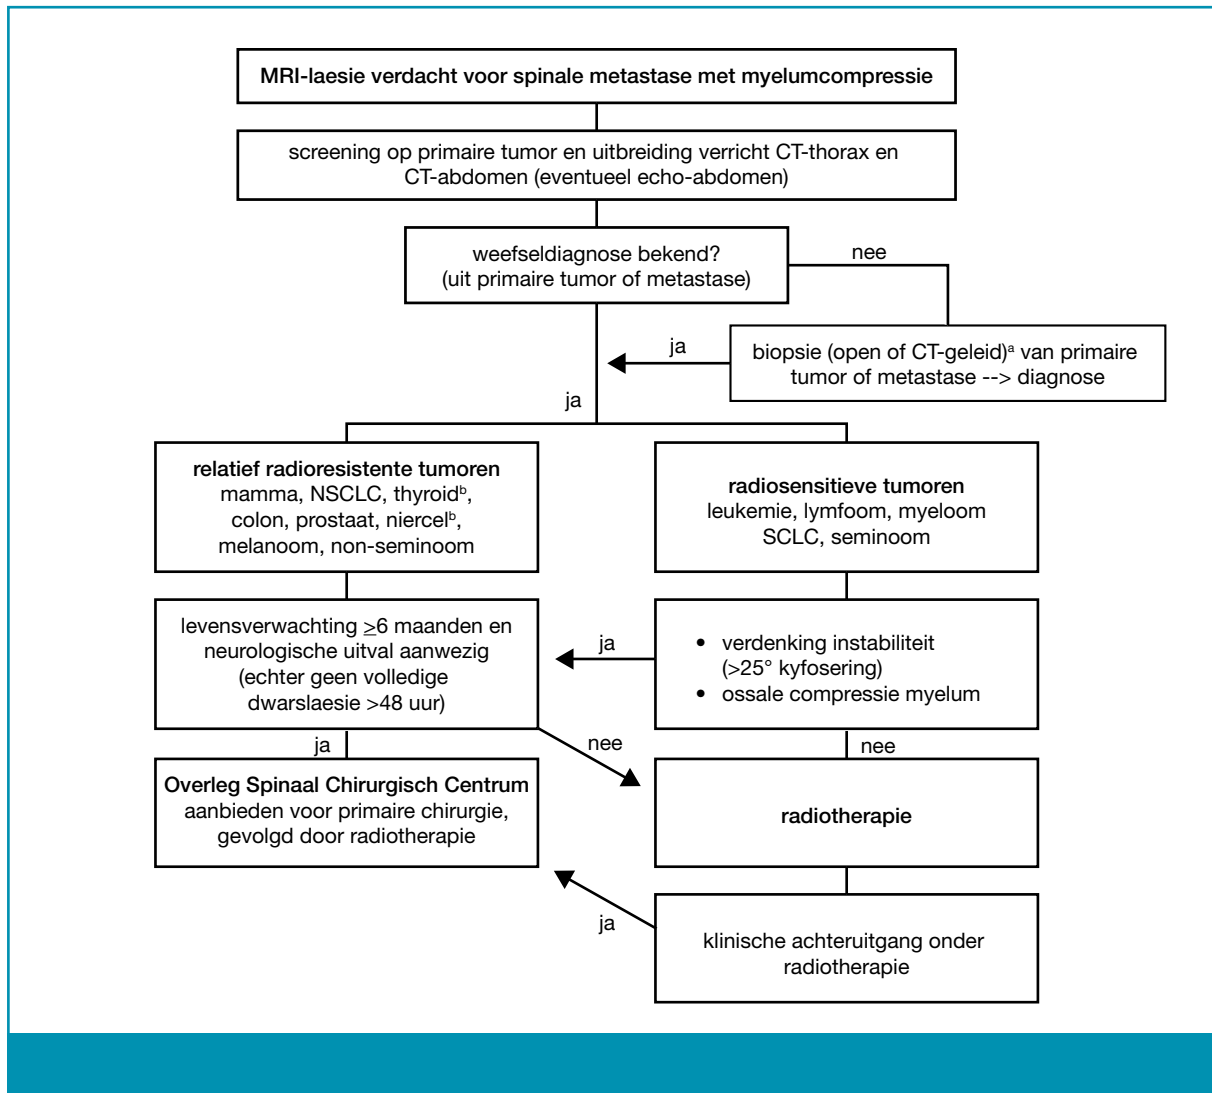 MRI-laesie verdacht voor spinale metastase met myelumcompressie
screening op primaire tumor en uitbreiding verricht CT-thorax en
CT-abdomen (eventueel echo-abdomen)
weefseldiagnose bekend?
(uit primaire tumor of metastase)
nee
biopsie (open of CT-geleid)ᵃ van primaire
tumor of metastase --> diagnose
ja
ja
relatief radioresistente tumoren
mamma, NSCLC, thyroidᵇ,
colon, prostaat, niercelᵇ,
melanoom, non-seminoom
radiosensitieve tumoren
leukemie, lymfoom, myeloom
SCLC, seminoom
levensverwachting ≥6 maanden en
neurologische uitval aanwezig
(echter geen volledige
dwarslaesie >48 uur)
ja
• verdenking instabiliteit
(>25° kyfosering)
• ossale compressie myelum
ja
nee
nee
Overleg Spinaal Chirurgisch Centrum
aanbieden voor primaire chirurgie,
gevolgd door radiotherapie
radiotherapie
ja
klinische achteruitgang onder
radiotherapie